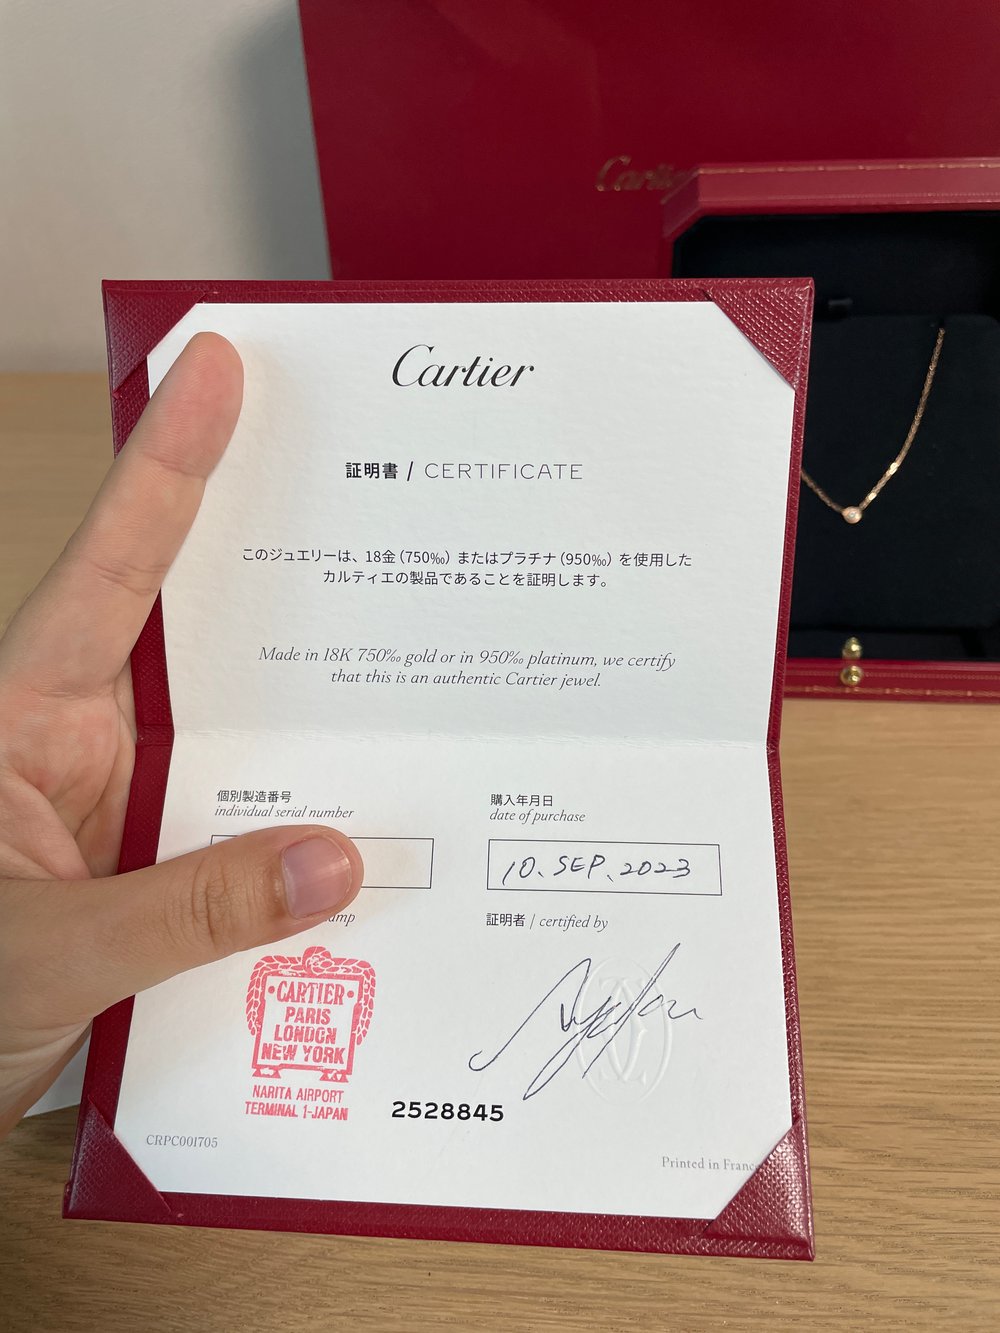 Cartier
証明書 / CERTIFICATE
このジュエリーは、18金（750‰）またはプラチナ（950‰）を使用した
カルティエの製品であることを証明します。
Made in 18K 750‰ gold or in 950‰ platinum, we certify
that this is an authentic Cartier jewel.
個別製造番号
individual serial number
購入年月日
date of purchase
10. SEP. 2023
証明者 / certified by
CARTIER
PARIS
LONDON
NEW YORK
NARITA AIRPORT
TERMINAL 1-JAPAN
2528845
CRPC001705
Printed in